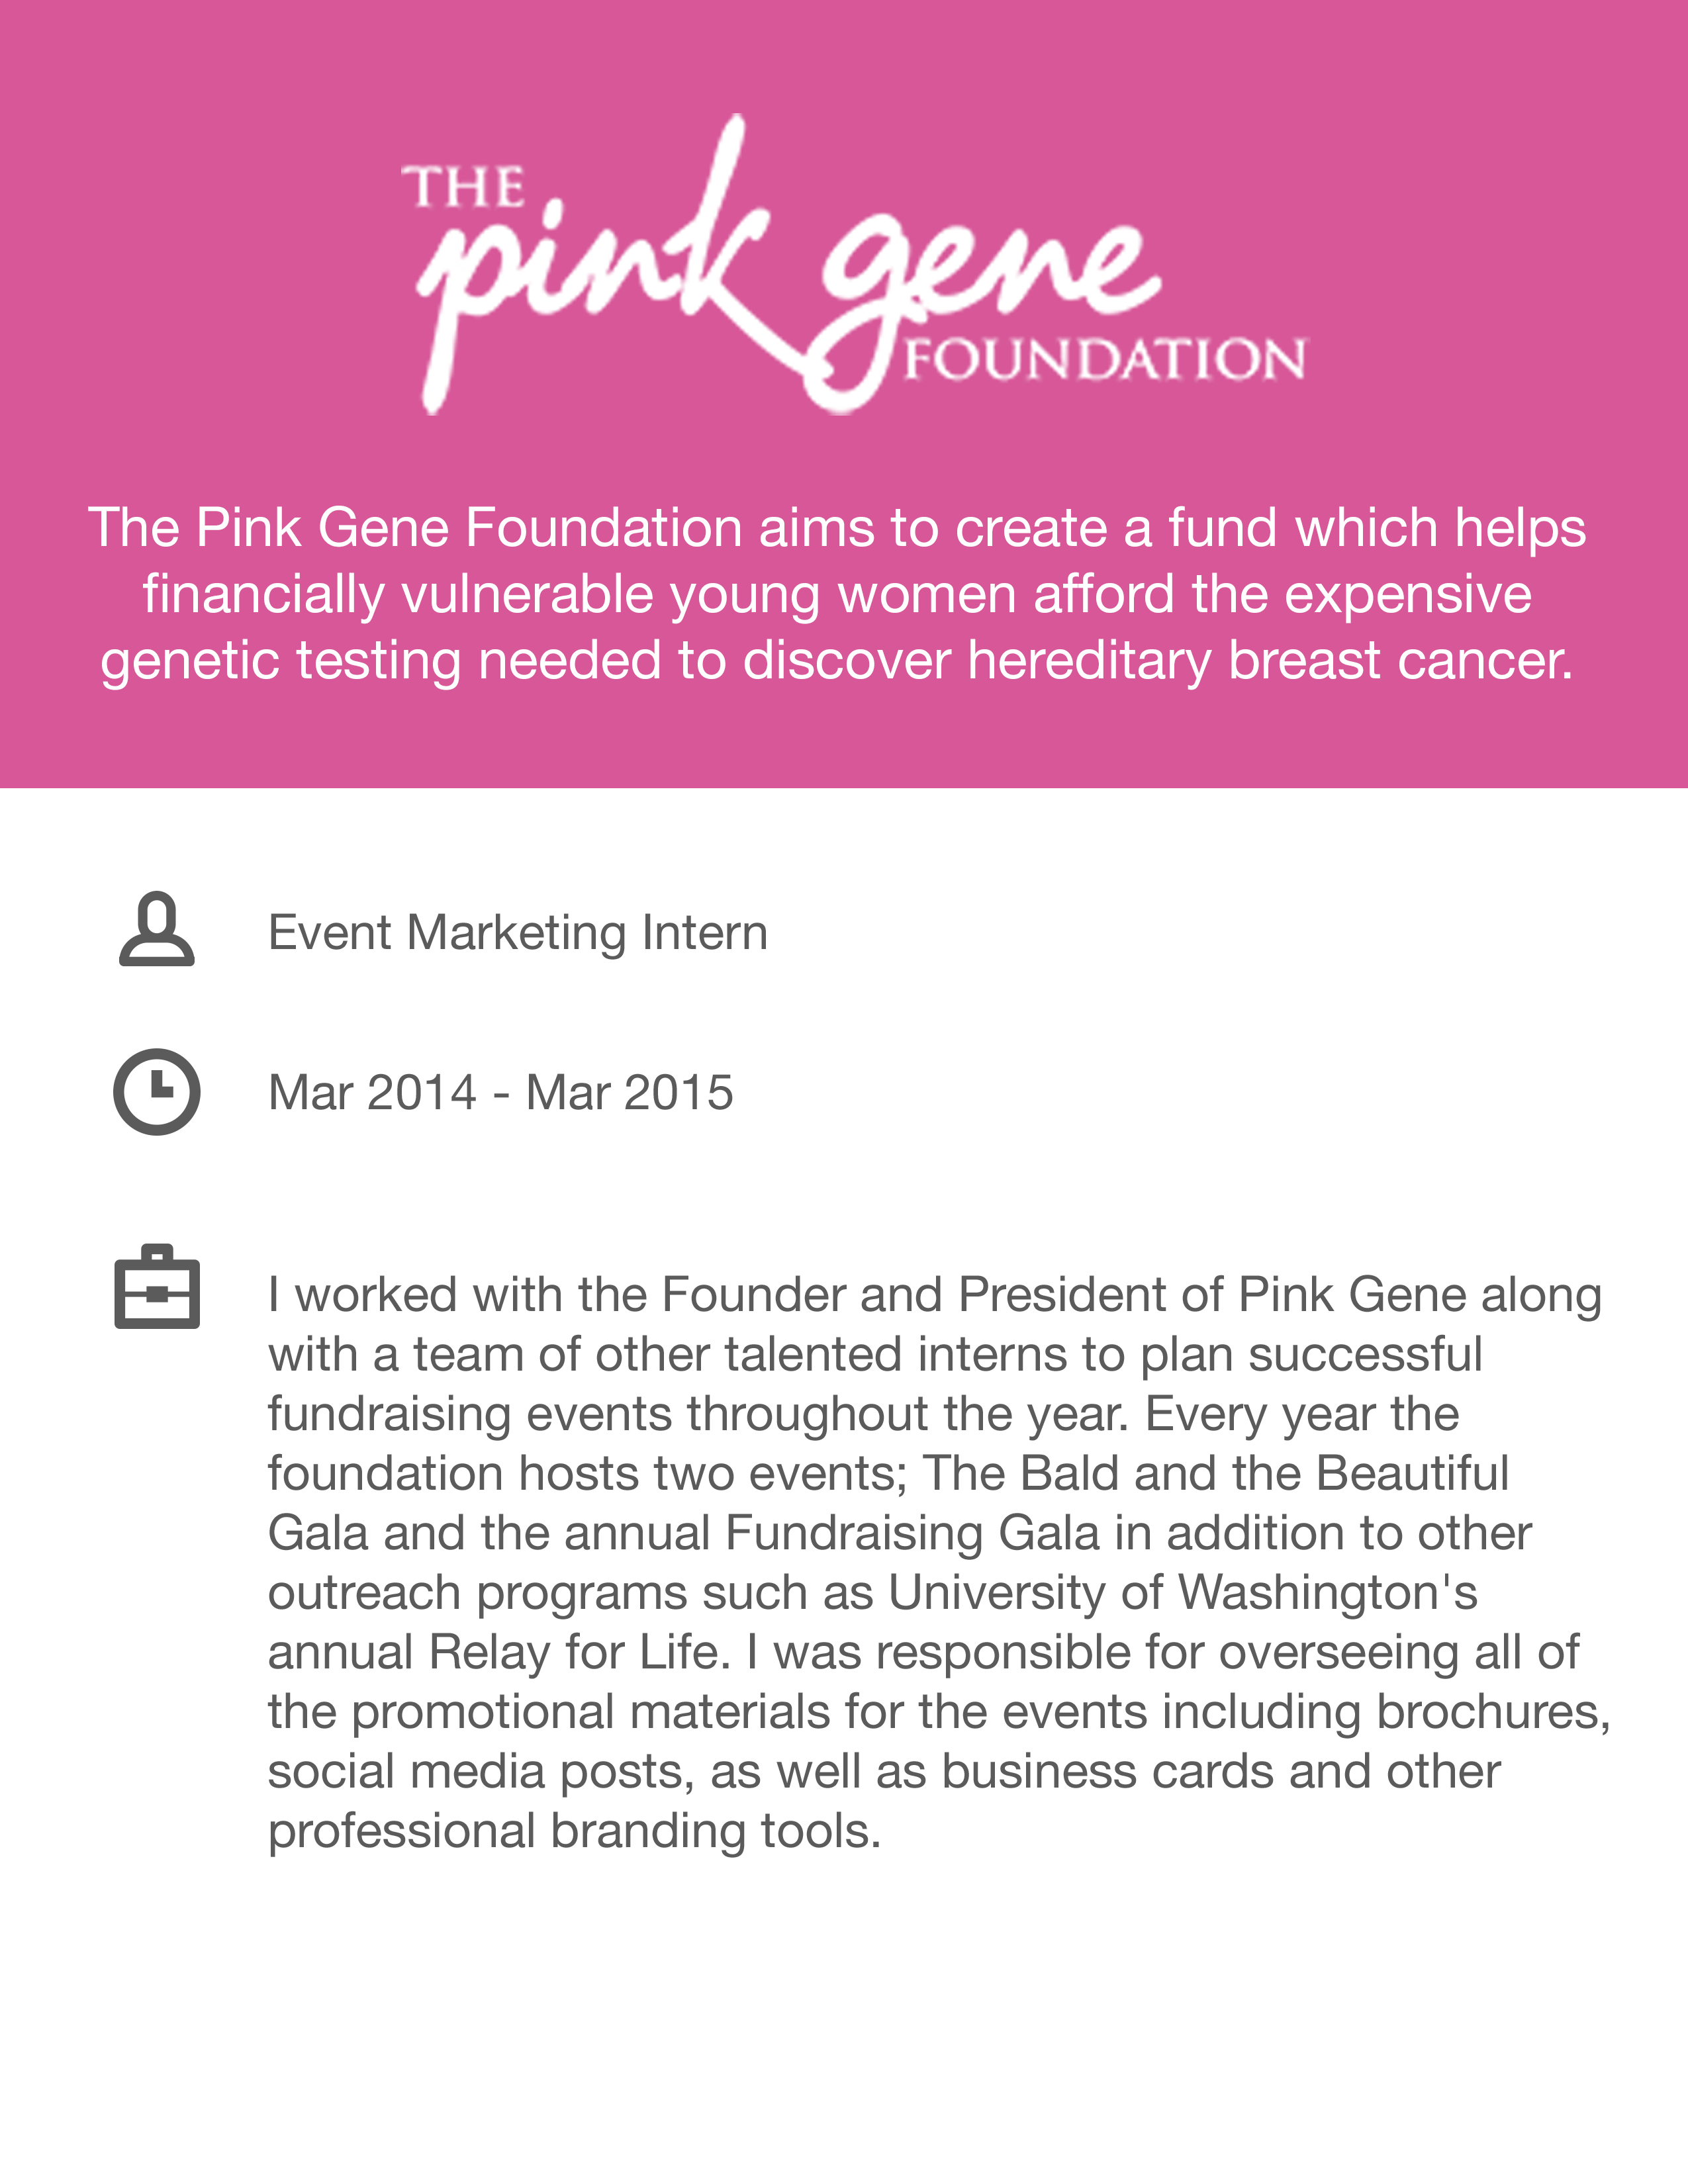 THE
pink gene
FOUNDATION
The Pink Gene Foundation aims to create a fund which helps
financially vulnerable young women afford the expensive
genetic testing needed to discover hereditary breast cancer.
Event Marketing Intern
Mar 2014 - Mar 2015
I worked with the Founder and President of Pink Gene along
with a team of other talented interns to plan successful
fundraising events throughout the year. Every year the
foundation hosts two events; The Bald and the Beautiful
Gala and the annual Fundraising Gala in addition to other
outreach programs such as University of Washington's
annual Relay for Life. I was responsible for overseeing all of
the promotional materials for the events including brochures,
social media posts, as well as business cards and other
professional branding tools.